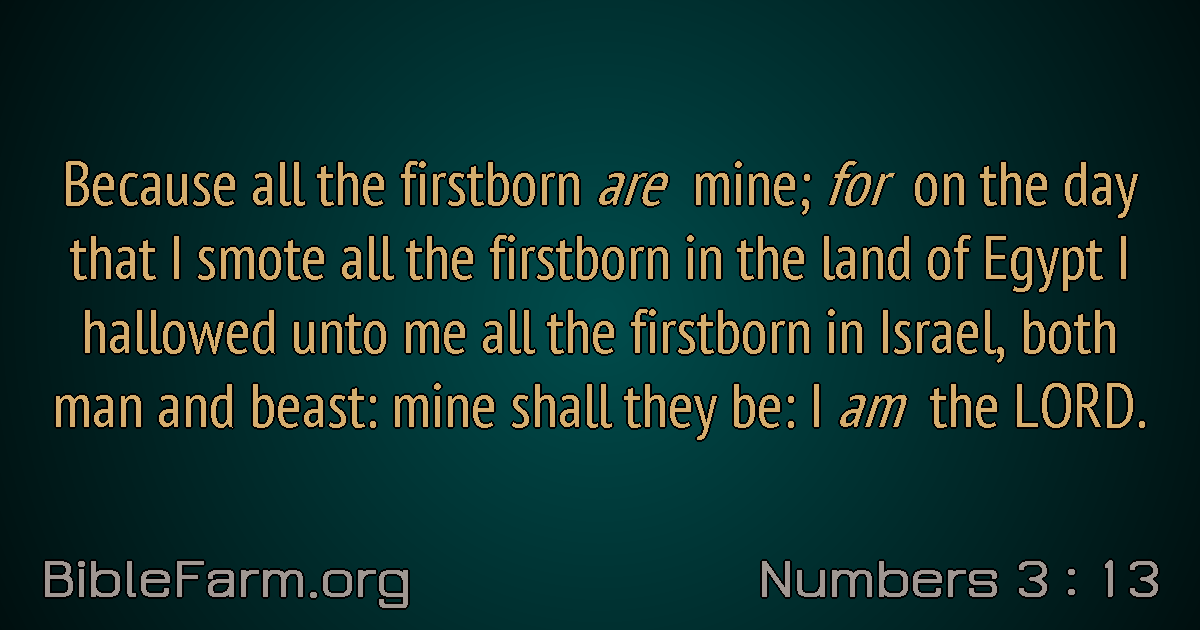 Because all the firstborn are mine; for on the day
that I smote all the firstborn in the land of Egypt I
hallowed unto me all the firstborn in Israel, both
man and beast: mine shall they be: I am the LORD.
BibleFarm.org
Numbers 3 : 13